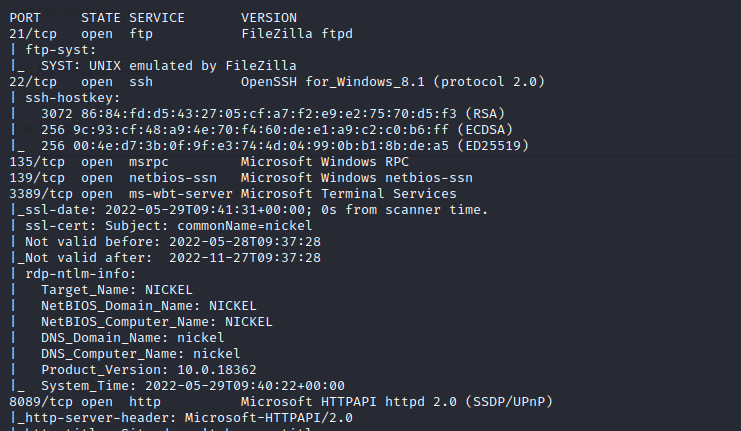 PORT     STATE SERVICE       VERSION
21/tcp   open  ftp           FileZilla ftpd
| ftp-syst:
|_  SYST: UNIX emulated by FileZilla
22/tcp   open  ssh           OpenSSH for_Windows_8.1 (protocol 2.0)
| ssh-hostkey:
|   3072 86:84:fd:d5:43:27:05:cf:a7:f2:e9:e2:75:70:d5:f3 (RSA)
|   256 9c:93:cf:48:a9:4e:70:f4:60:de:e1:a9:c2:c0:b6:ff (ECDSA)
|_  256 00:4e:d7:3b:0f:9f:e3:74:4d:04:99:0b:b1:8b:de:a5 (ED25519)
135/tcp  open  msrpc         Microsoft Windows RPC
139/tcp  open  netbios-ssn   Microsoft Windows netbios-ssn
3389/tcp open  ms-wbt-server Microsoft Terminal Services
|_ssl-date: 2022-05-29T09:41:31+00:00; 0s from scanner time.
| ssl-cert: Subject: commonName=nickel
| Not valid before: 2022-05-28T09:37:28
|_Not valid after:  2022-11-27T09:37:28
| rdp-ntlm-info:
|   Target_Name: NICKEL
|   NetBIOS_Domain_Name: NICKEL
|   NetBIOS_Computer_Name: NICKEL
|   DNS_Domain_Name: nickel
|   DNS_Computer_Name: nickel
|   Product_Version: 10.0.18362
|_  System_Time: 2022-05-29T09:40:22+00:00
8089/tcp open  http          Microsoft HTTPAPI httpd 2.0 (SSDP/UPnP)
|_http-server-header: Microsoft-HTTPAPI/2.0